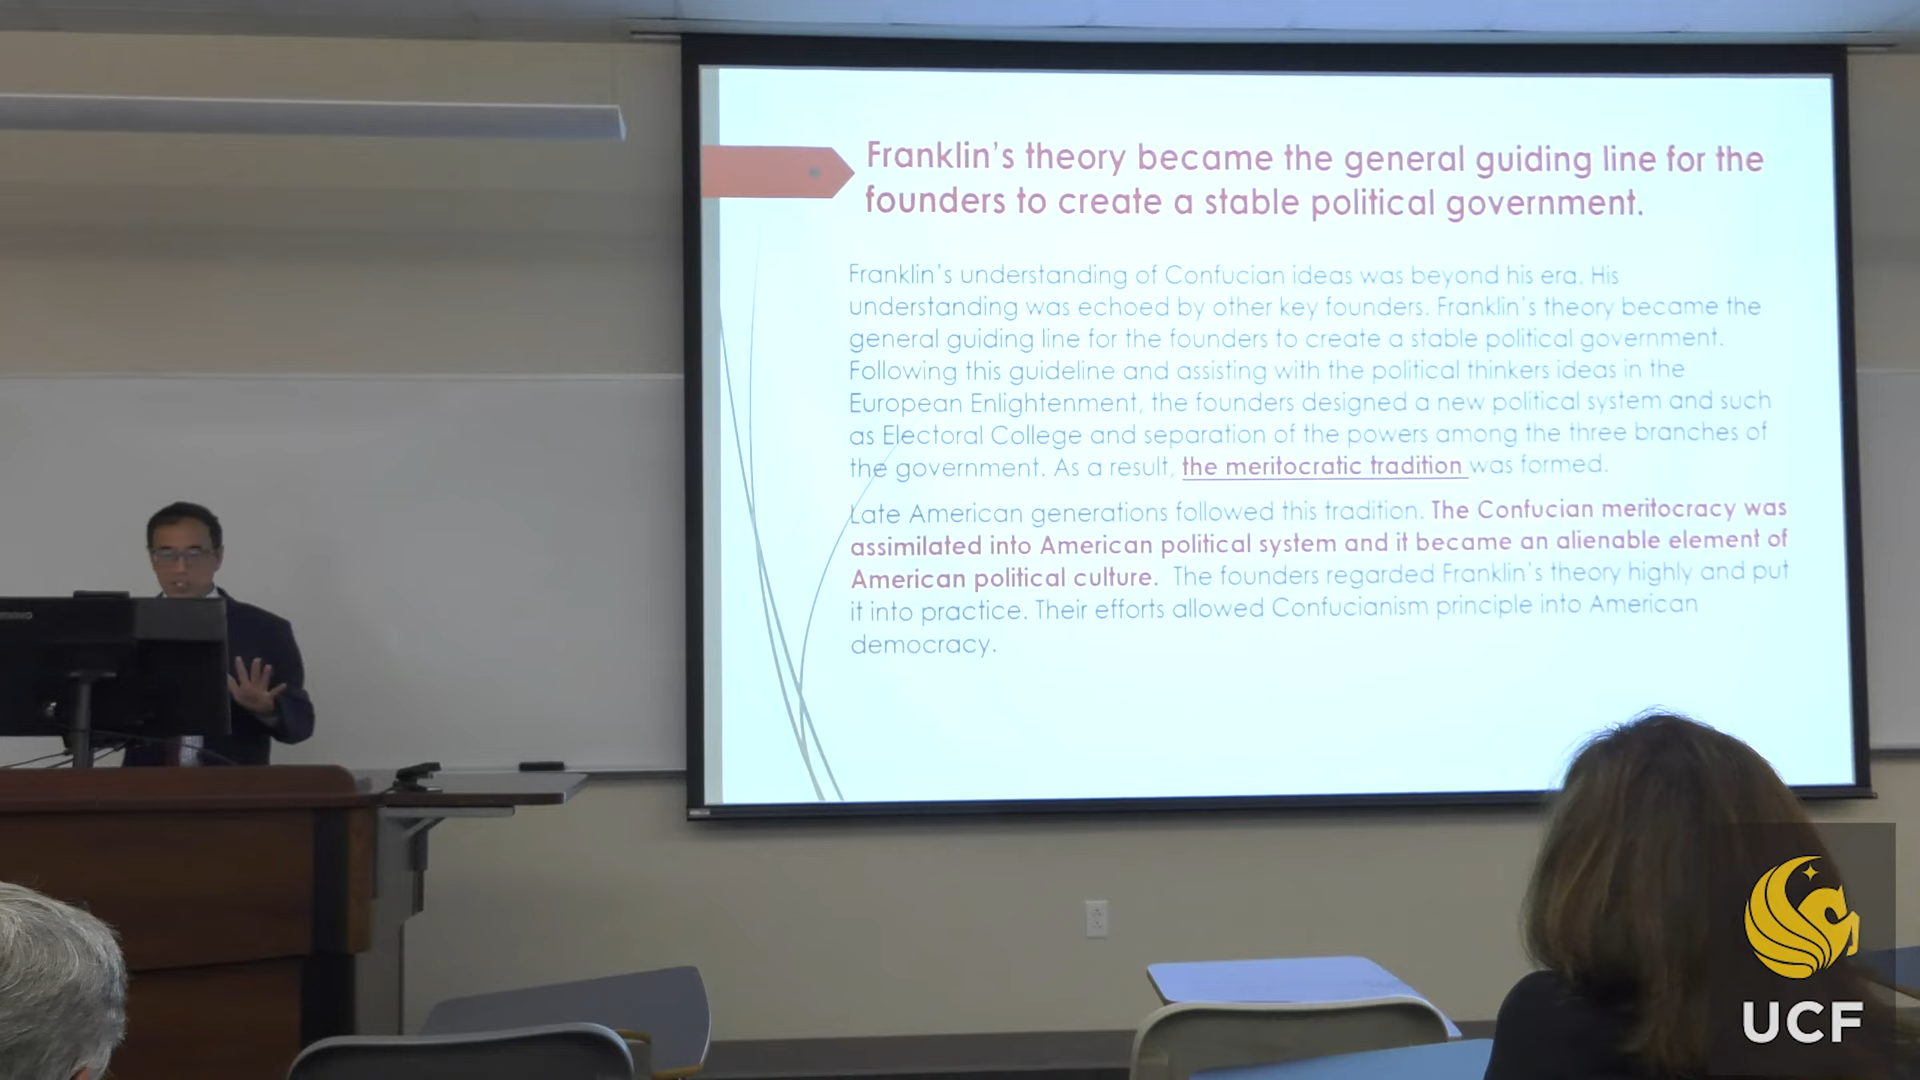 Franklin's theory became the general guiding line for the
founders to create a stable political government.
Franklin's understanding of Confucian ideas was beyond his era. His
understanding was echoed by other key founders. Franklin's theory became the
general guiding line for the founders to create a stable political government.
Following this guideline and assisting with the political thinkers ideas in the
European Enlightenment, the founders designed a new political system and such
as Electoral College and separation of the powers among the three branches of
the government. As a result, the meritocratic tradition was formed.
Late American generations followed this tradition. The Confucian meritocracy was
assimilated into American political system and it became an alienable element of
American political culture. The founders regarded Franklin's theory highly and put
it into practice. Their efforts allowed Confucianism principle into American
democracy.
UCF